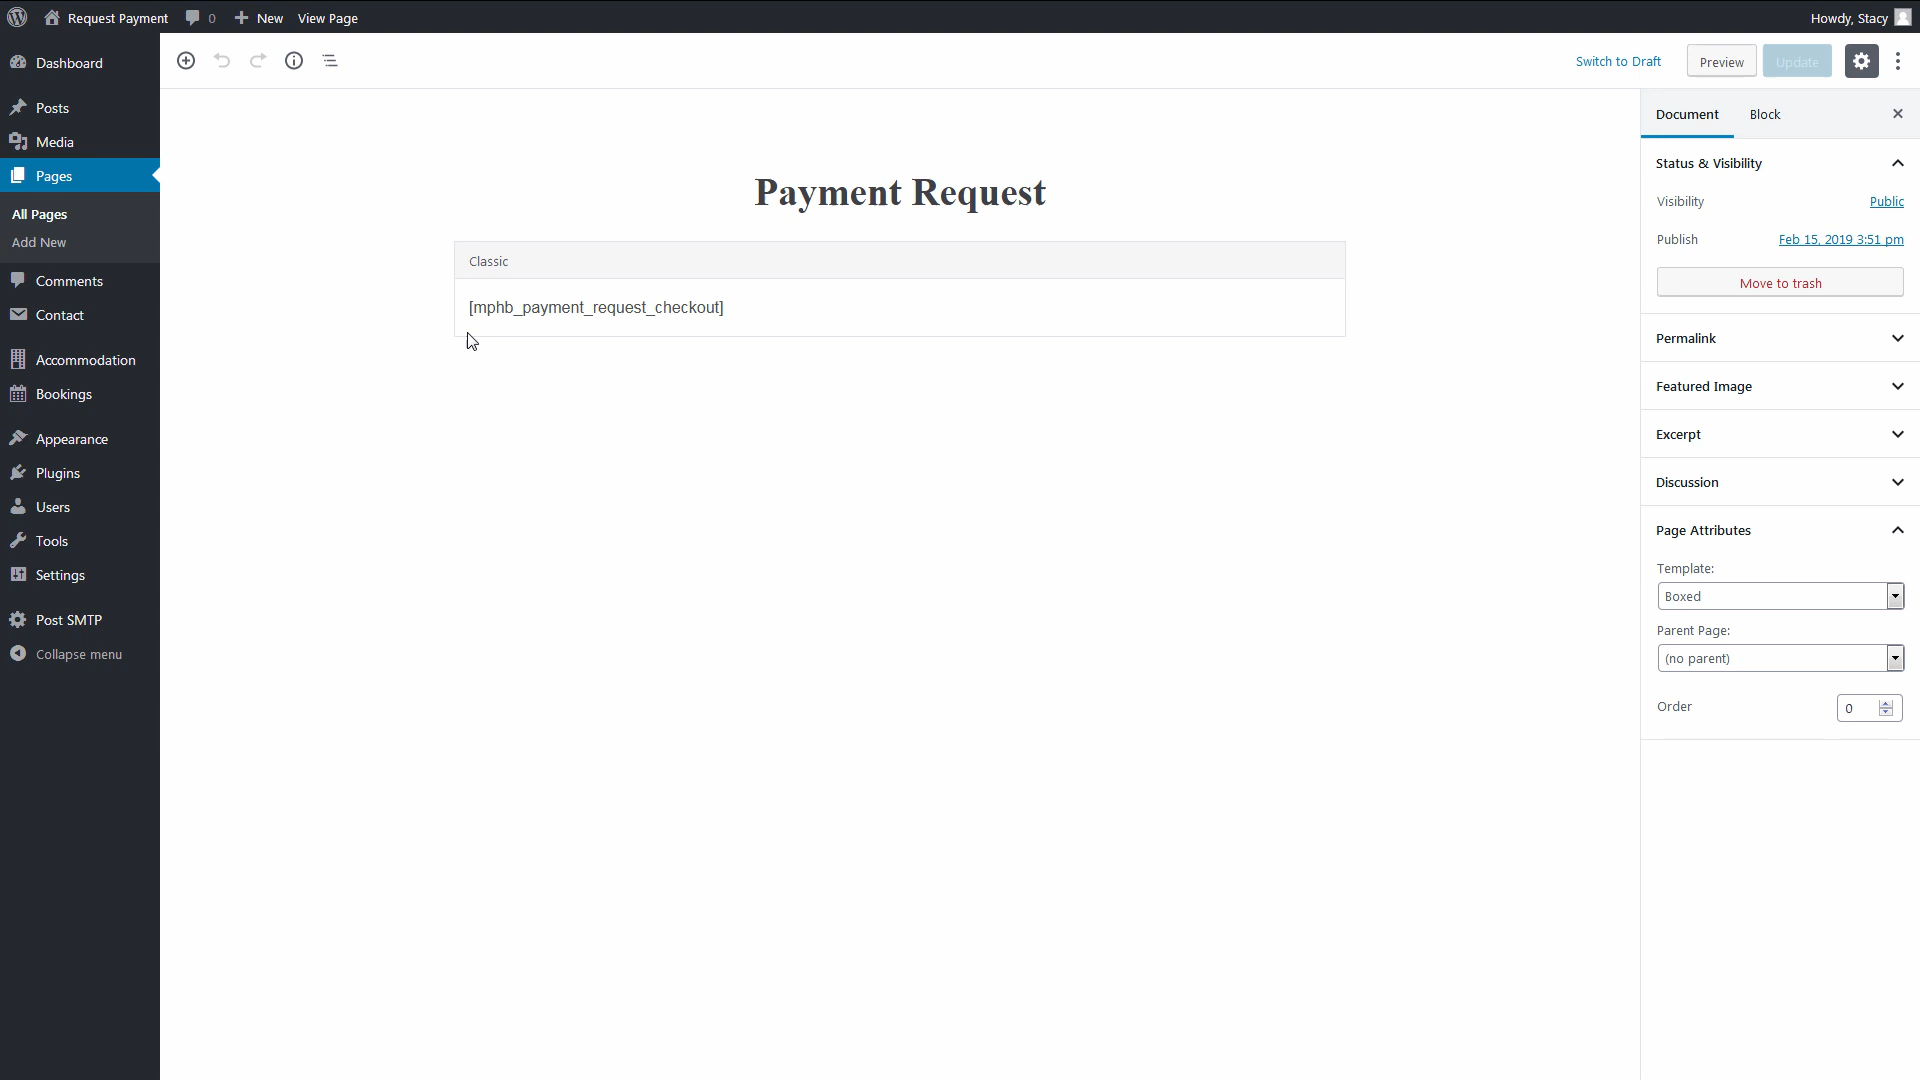 Request Payment 0 New View Page Howdy, Stacy
Dashboard
Posts
Media
Pages
All Pages
Add New
Comments
Contact
Accommodation
Bookings
Appearance
Plugins
Users
Tools
Settings
Post SMTP
Collapse menu
Switch to Draft Preview Update
Payment Request
Classic
[mphb_payment_request_checkout]
Document Block
Status & Visibility
Visibility Public
Publish Feb 15, 2019 3:51 pm
Move to trash
Permalink
Featured Image
Excerpt
Discussion
Page Attributes
Template:
Boxed
Parent Page:
(no parent)
Order 0